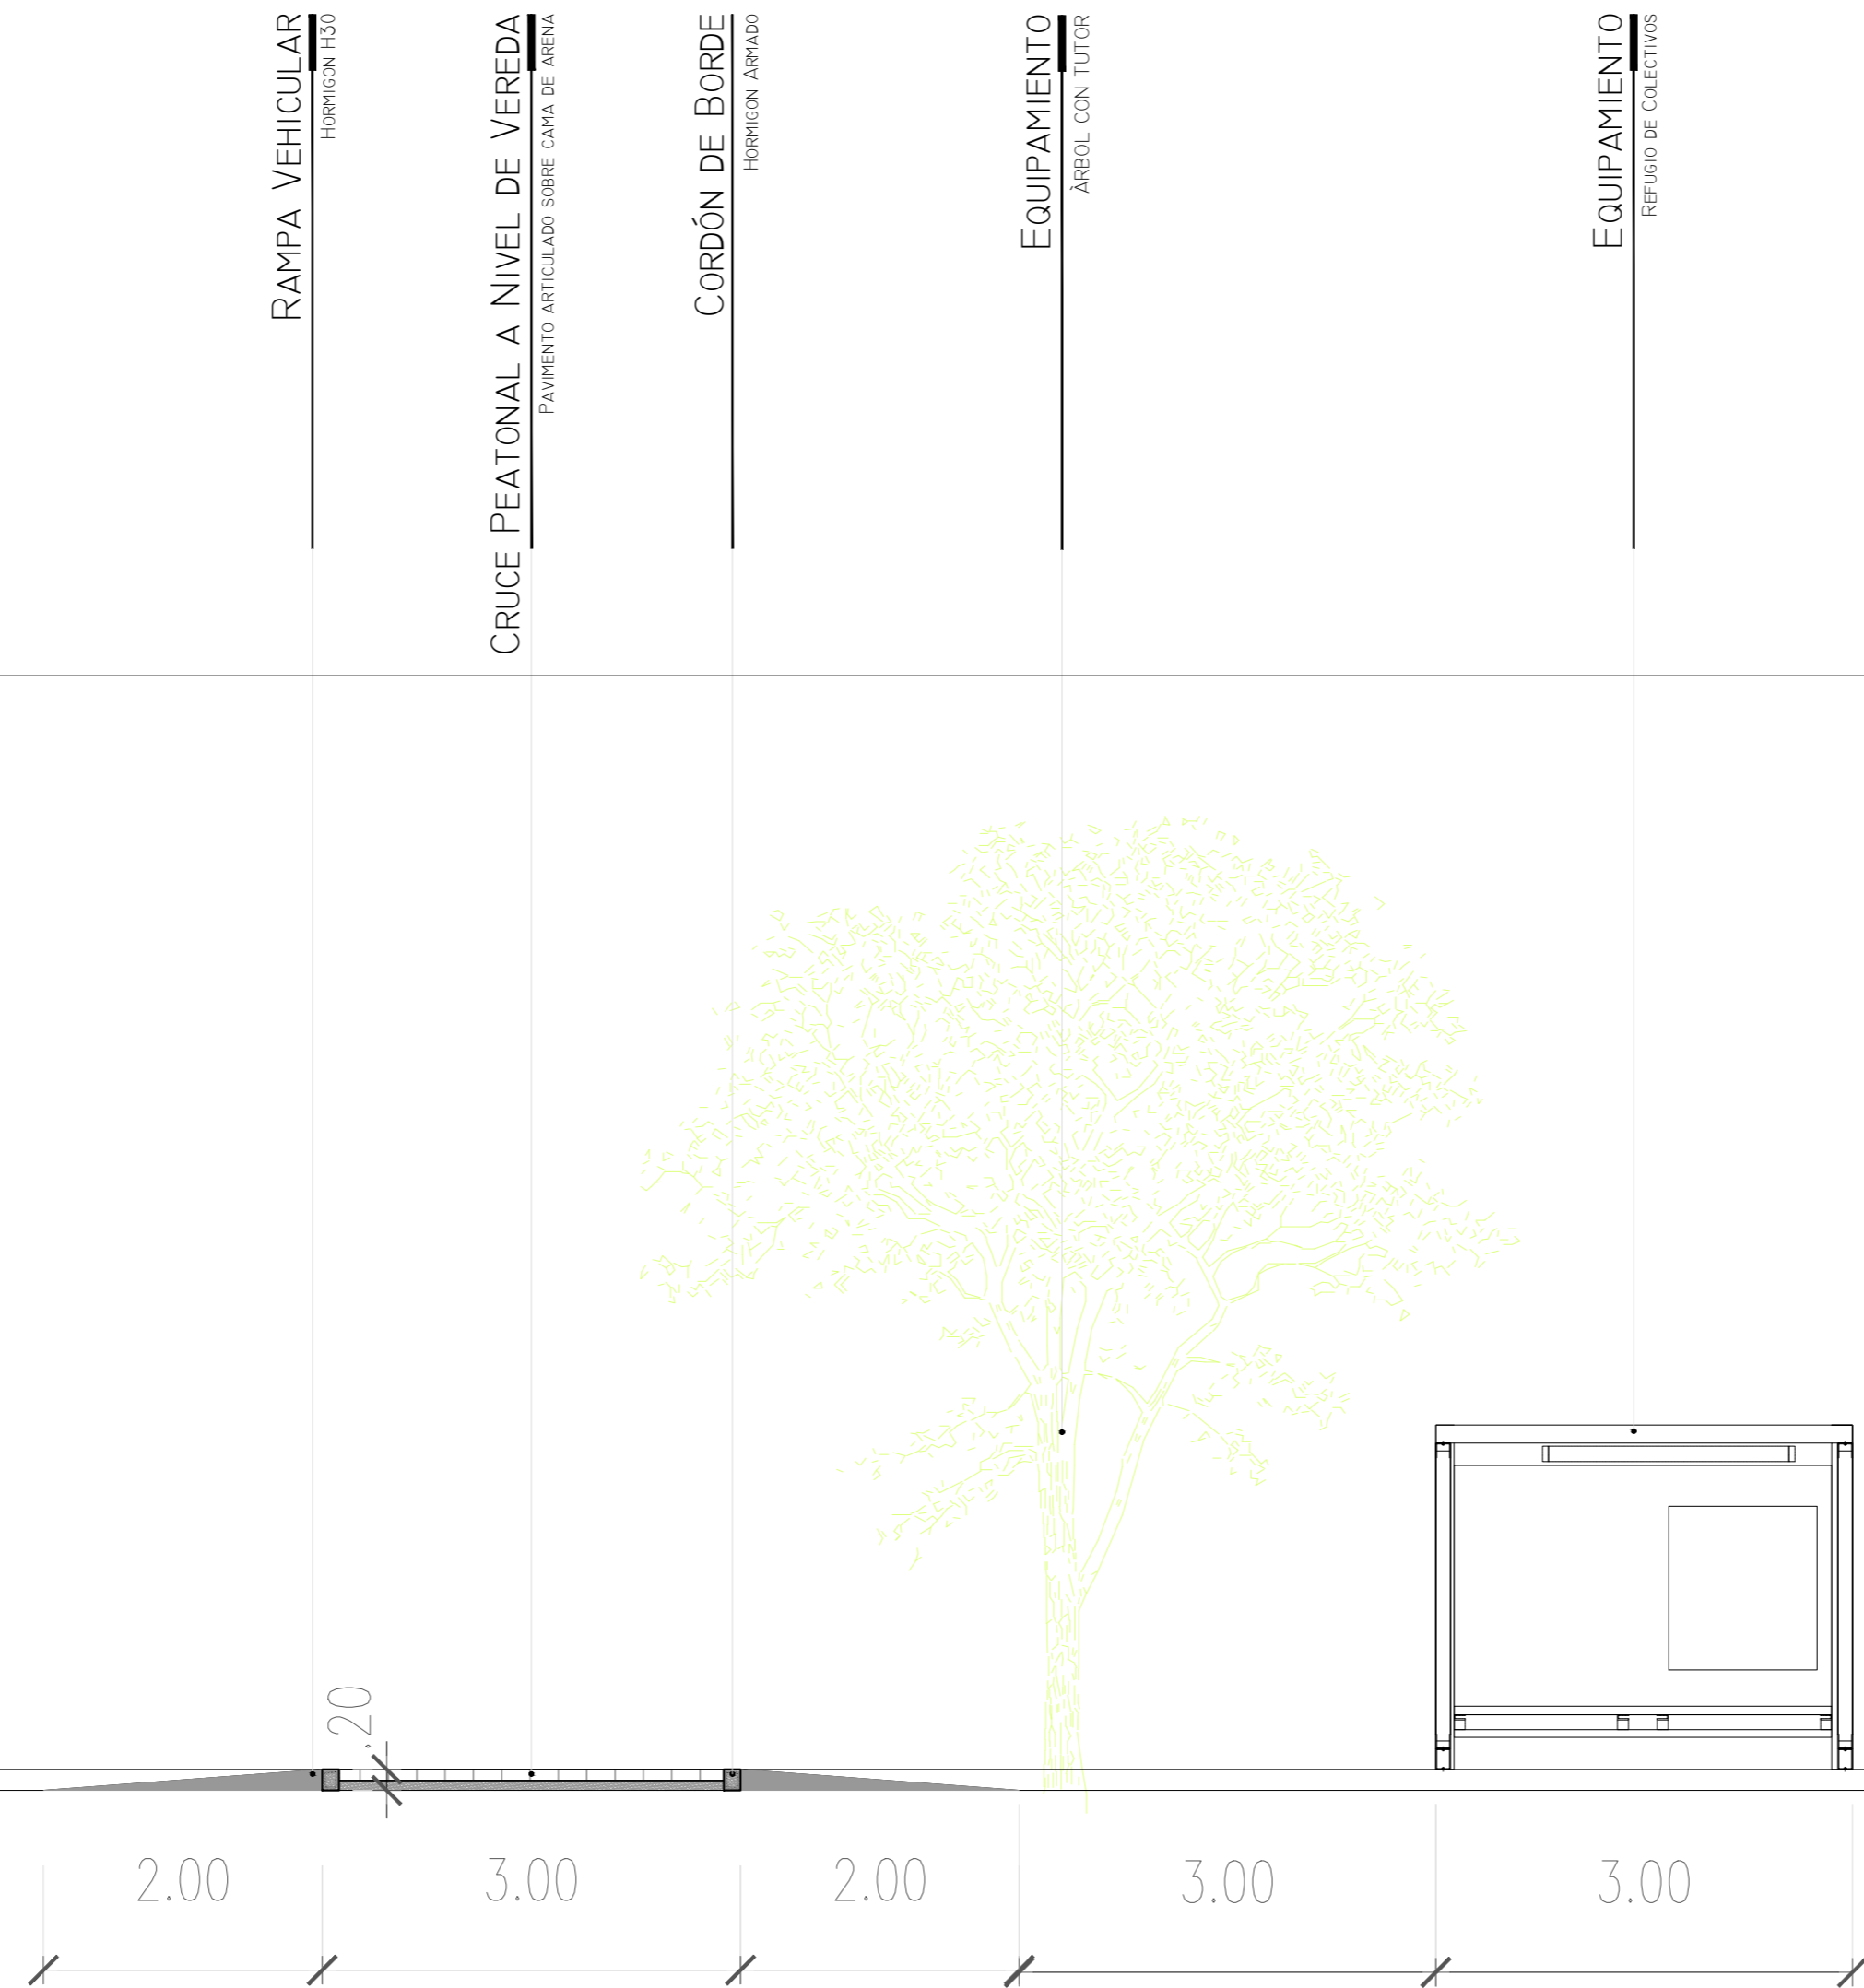 RAMPA VEHICULAR
HORMIGON H30
CRUCE PEATONAL A NIVEL DE VEREDA
PAVIMENTO ARTICULADO SOBRE CAMA DE ARENA
CORDÓN DE BORDE
HORMIGON ARMADO
EQUIPAMIENTO
ÀRBOL CON TUTOR
EQUIPAMIENTO
REFUGIO DE COLECTIVOS
.20
2.00
3.00
2.00
3.00
3.00